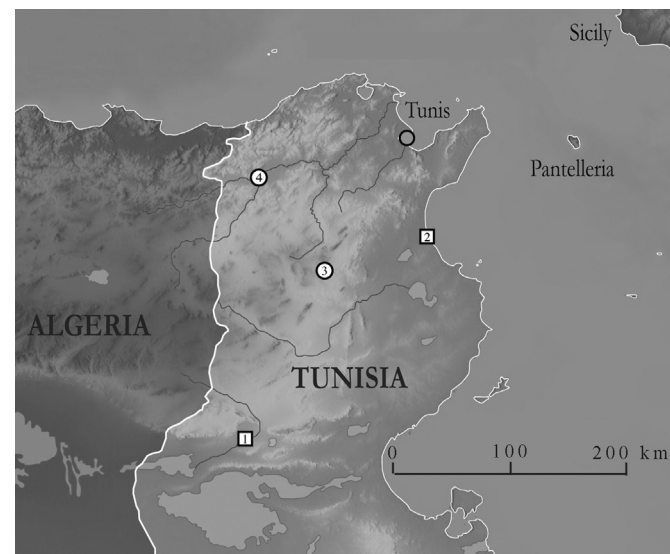 Sicily
Tunis
Pantelleria
4
2
3
ALGERIA
TUNISIA
1
0 100 200 km